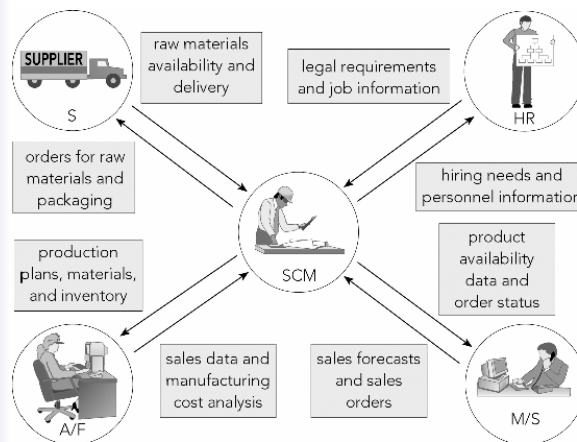 SUPPLIER
S
raw materials
availability and
delivery
legal requirements
and job information
HR
orders for raw
materials and
packaging
hiring needs and
personnel information
SCM
production
plans, materials,
and inventory
product
availability
data and
order status
A/F
sales data and
manufacturing
cost analysis
sales forecasts
and sales
orders
M/S